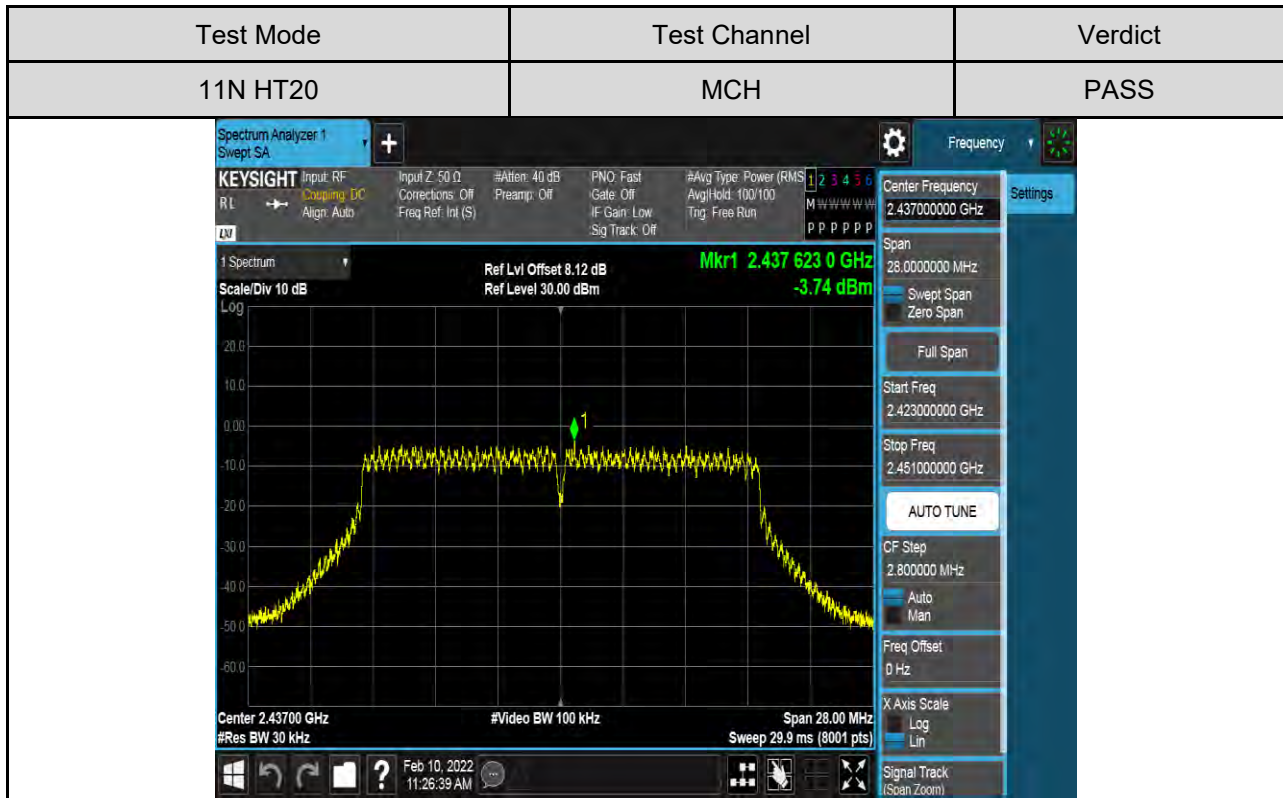 Test Mode Test Channel Verdict
11N HT20 MCH PASS
Spectrum Analyzer 1
Swept SA
+
Frequency
KEYSIGHT Input: RF Input Z: 50 Ω #Atten: 40 dB PNO: Fast #Avg Type: Power (RMS 1 2 3 4 5 6
RL Coupling: DC Corrections: Off Preamp: Off Gate: Off Avg|Hold: 100/100 M W W W W W
Align: Auto Freq Ref: Int (S) IF Gain: Low Trig: Free Run
LXI Sig Track: Off P P P P P P
1 Spectrum Ref Lvl Offset 8.12 dB Mkr1 2.437 623 0 GHz
Scale/Div 10 dB Ref Level 30.00 dBm -3.74 dBm
Log
20.0
10.0
0.00
-10.0
-20.0
-30.0
-40.0
-50.0
-60.0
1
Center 2.43700 GHz #Video BW 100 kHz Span 28.00 MHz
#Res BW 30 kHz Sweep 29.9 ms (8001 pts)
Center Frequency
2.437000000 GHz
Settings
Span
28.0000000 MHz
Swept Span
Zero Span
Full Span
Start Freq
2.423000000 GHz
Stop Freq
2.451000000 GHz
AUTO TUNE
CF Step
2.800000 MHz
Auto
Man
Freq Offset
0 Hz
X Axis Scale
Log
Lin
Signal Track
(Span Zoom)
?
Feb 10, 2022
11:26:39 AM